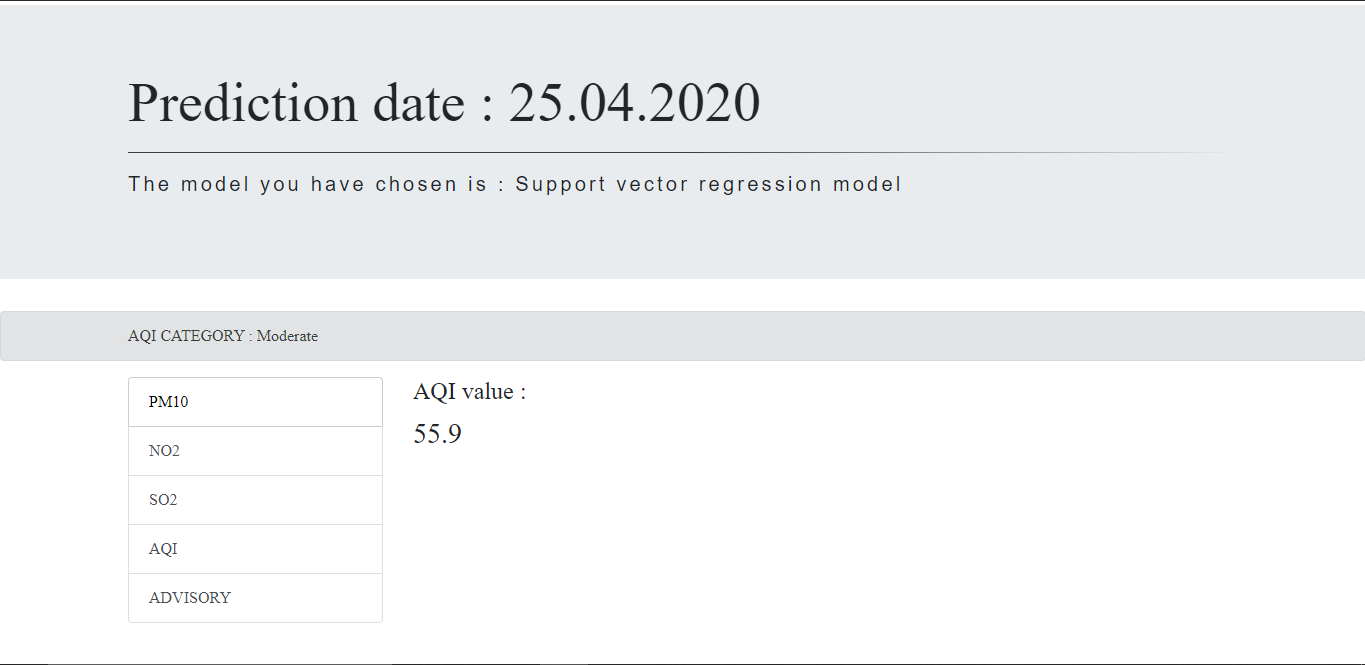 Prediction date : 25.04.2020
The model you have chosen is : Support vector regression model
AQI CATEGORY : Moderate
PM10
NO2
SO2
AQI
ADVISORY
AQI value :
55.9